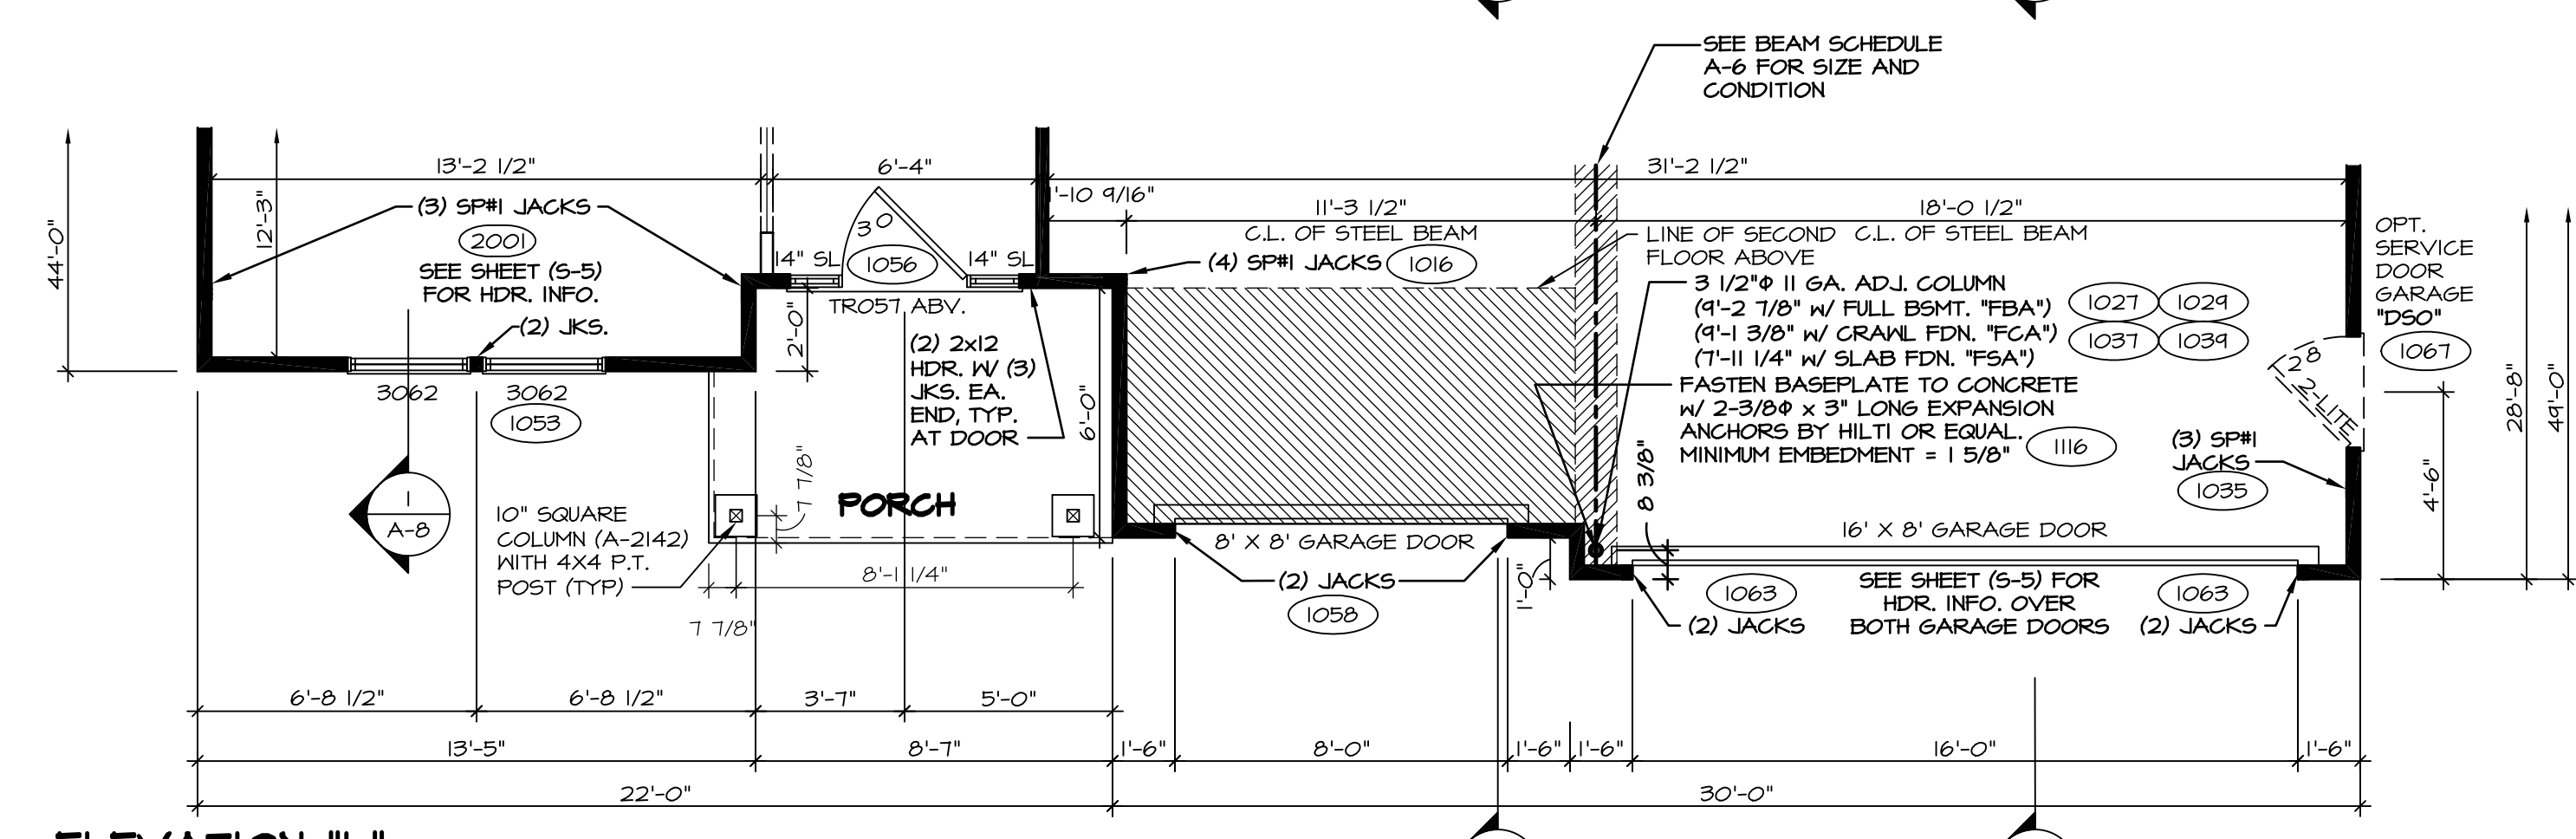 SEE BEAM SCHEDULE
A-6 FOR SIZE AND
CONDITION
13'-2 1/2"
6'-4"
31'-2 1/2"
1'-10 9/16"
11'-3 1/2"
18'-0 1/2"
44'-0"
12'-3"
(3) SP#1 JACKS
2001
SEE SHEET (S-5)
FOR HDR. INFO.
(2) JKS.
3062
3062
1053
1
A-8
30
14" SL
1056
14" SL
TR057 ABV.
2'-0"
(2) 2x12
HDR. W/ (3)
JKS. EA.
END, TYP.
AT DOOR
6'-0"
7 7/8"
PORCH
10" SQUARE
COLUMN (A-2142)
WITH 4X4 P.T.
POST (TYP)
8'-1 1/4"
7 7/8"
C.L. OF STEEL BEAM
(4) SP#1 JACKS
1016
LINE OF SECOND
FLOOR ABOVE
C.L. OF STEEL BEAM
3 1/2"Φ 11 GA. ADJ. COLUMN
(9'-2 7/8" w/ FULL BSMT. "FBA")
(9'-1 3/8" w/ CRAWL FDN. "FCA")
(7'-11 1/4" w/ SLAB FDN. "FSA")
1027
1029
1037
1039
FASTEN BASEPLATE TO CONCRETE
w/ 2-3/8Φ x 3" LONG EXPANSION
ANCHORS BY HILTI OR EQUAL.
MINIMUM EMBEDMENT = 1 5/8"
1116
8 3/8"
OPT.
SERVICE
DOOR
GARAGE
"DSO"
1067
28
2-LITE
(3) SP#1
JACKS
1035
4'-6"
28'-8"
49'-0"
8' X 8' GARAGE DOOR
(2) JACKS
1058
1'-0"
16' X 8' GARAGE DOOR
1063
SEE SHEET (S-5) FOR
HDR. INFO. OVER
BOTH GARAGE DOORS
1063
(2) JACKS
(2) JACKS
6'-8 1/2"
6'-8 1/2"
3'-7"
5'-0"
13'-5"
8'-7"
1'-6"
8'-0"
1'-6"
1'-6"
16'-0"
1'-6"
22'-0"
30'-0"
ELEVATION